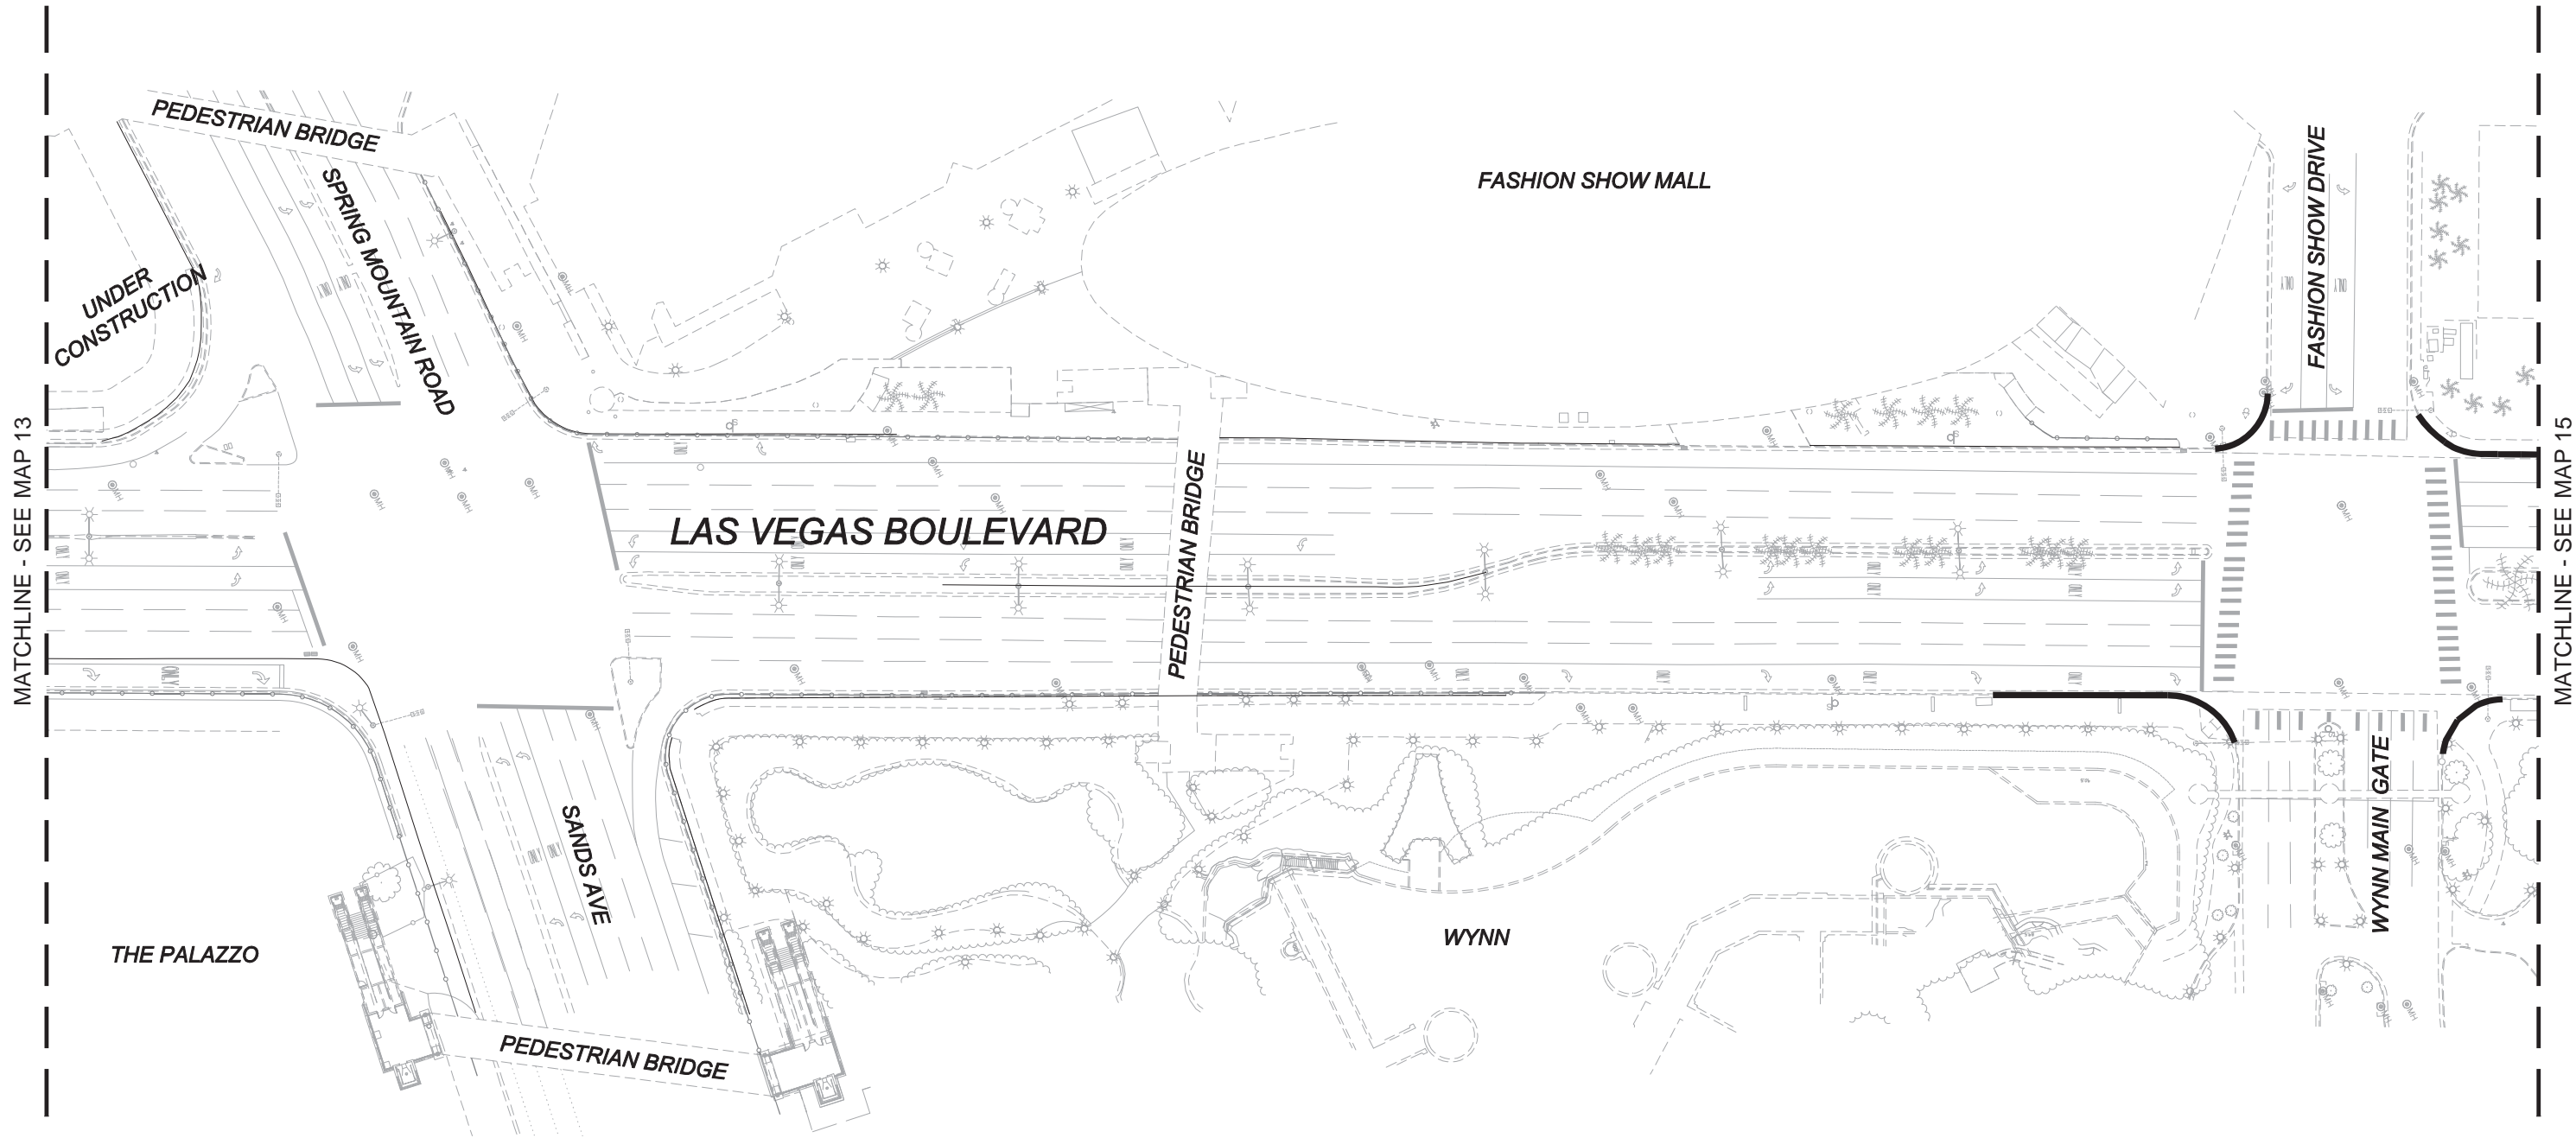 PEDESTRIAN BRIDGE
FASHION SHOW MALL
FASHION SHOW DRIVE
SPRING MOUNTAIN ROAD
UNDER
CONSTRUCTION
MATCHLINE - SEE MAP 13
MATCHLINE - SEE MAP 15
LAS VEGAS BOULEVARD
PEDESTRIAN BRIDGE
SANDS AVE
WYNN MAIN GATE
THE PALAZZO
WYNN
PEDESTRIAN BRIDGE